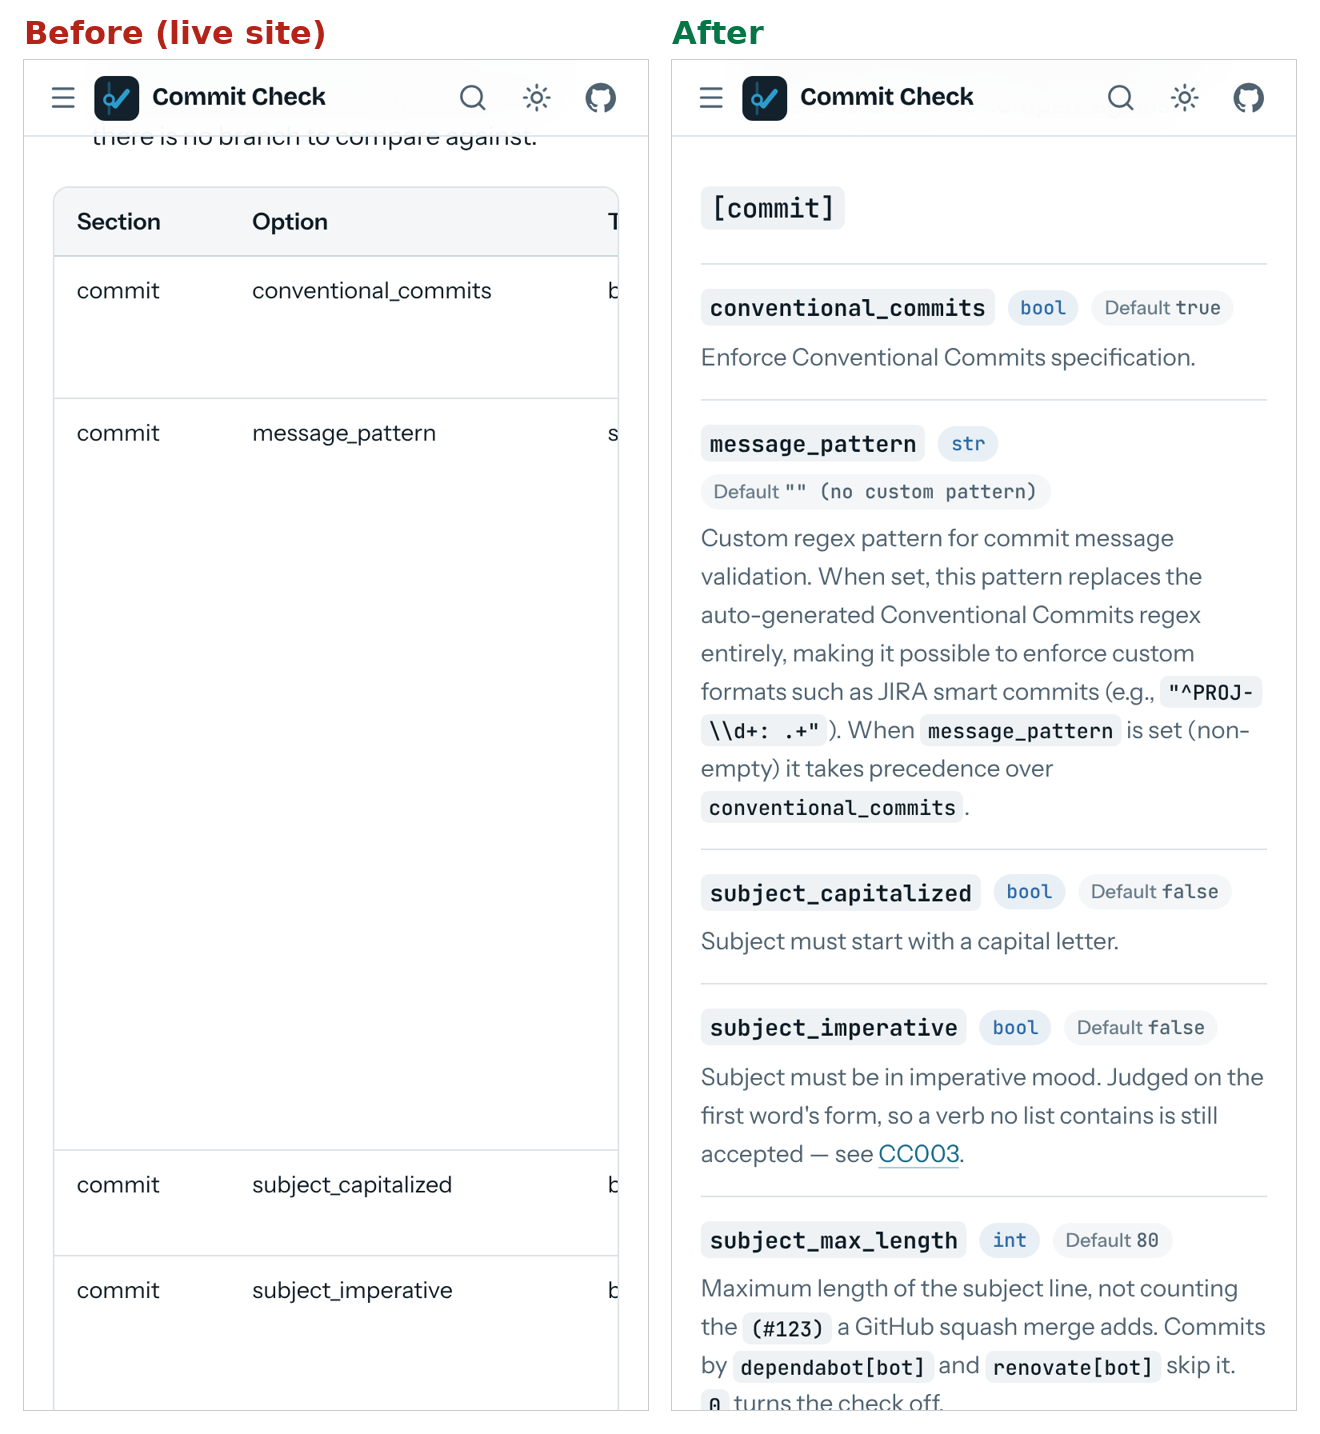 Before (live site)
Commit Check
there is no branch to compare against.
Section Option
commit conventional_commits
commit message_pattern
commit subject_capitalized
commit subject_imperative
After
Commit Check
[commit]
conventional_commits bool Default true
Enforce Conventional Commits specification.
message_pattern str
Default "" (no custom pattern)
Custom regex pattern for commit message
validation. When set, this pattern replaces the
auto-generated Conventional Commits regex
entirely, making it possible to enforce custom
formats such as JIRA smart commits (e.g., "^PROJ-
\\d+: .+"). When message_pattern is set (non-
empty) it takes precedence over
conventional_commits.
subject_capitalized bool Default false
Subject must start with a capital letter.
subject_imperative bool Default false
Subject must be in imperative mood. Judged on the
first word's form, so a verb no list contains is still
accepted — see CC003.
subject_max_length int Default 80
Maximum length of the subject line, not counting
the (#123) a GitHub squash merge adds. Commits
by dependabot[bot] and renovate[bot] skip it.
0 turns the check off.